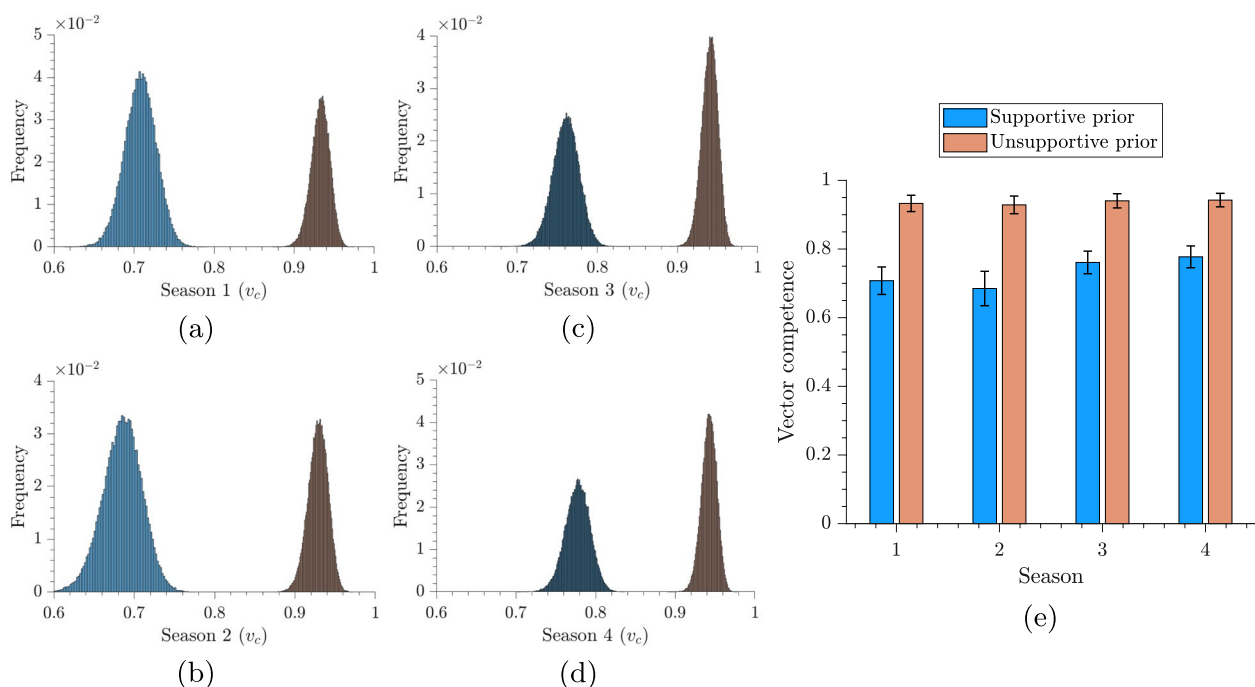 ×10⁻²
5
4
3
2
1
0
Frequency
0.6 0.7 0.8 0.9 1
Season 1 (v_c)
(a)
×10⁻²
4
3
2
1
0
Frequency
0.6 0.7 0.8 0.9 1
Season 2 (v_c)
(b)
×10⁻²
4
3
2
1
0
Frequency
0.6 0.7 0.8 0.9 1
Season 3 (v_c)
(c)
×10⁻²
5
4
3
2
1
0
Frequency
0.6 0.7 0.8 0.9 1
Season 4 (v_c)
(d)
Supportive prior
Unsupportive prior
1
0.8
0.6
0.4
0.2
0
Vector competence
1 2 3 4
Season
(e)